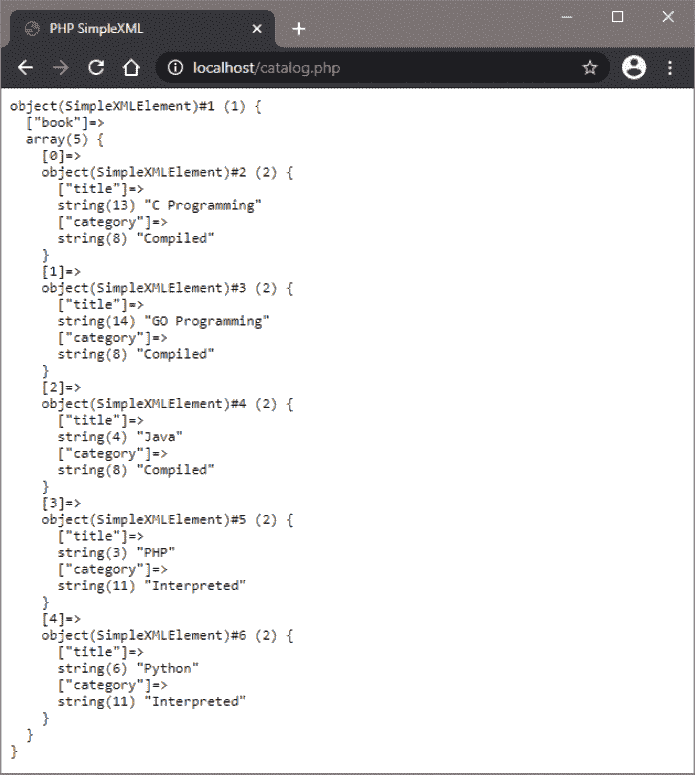 PHP SimpleXML
localhost/catalog.php
object(SimpleXMLElement)#1 (1) {
  ["book"]=>
  array(5) {
    [0]=>
    object(SimpleXMLElement)#2 (2) {
      ["title"]=>
      string(13) "C Programming"
      ["category"]=>
      string(8) "Compiled"
    }
    [1]=>
    object(SimpleXMLElement)#3 (2) {
      ["title"]=>
      string(14) "GO Programming"
      ["category"]=>
      string(8) "Compiled"
    }
    [2]=>
    object(SimpleXMLElement)#4 (2) {
      ["title"]=>
      string(4) "Java"
      ["category"]=>
      string(8) "Compiled"
    }
    [3]=>
    object(SimpleXMLElement)#5 (2) {
      ["title"]=>
      string(3) "PHP"
      ["category"]=>
      string(11) "Interpreted"
    }
    [4]=>
    object(SimpleXMLElement)#6 (2) {
      ["title"]=>
      string(6) "Python"
      ["category"]=>
      string(11) "Interpreted"
    }
  }
}